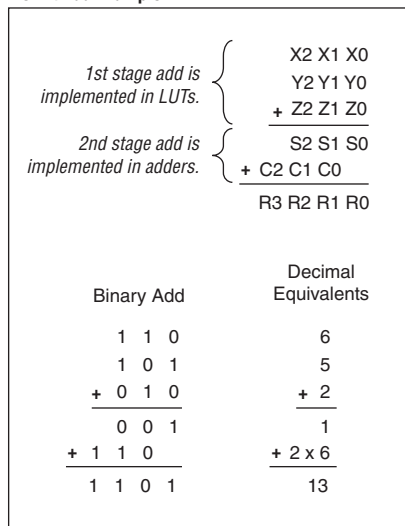 1st stage add is
implemented in LUTs.
X2 X1 X0
Y2 Y1 Y0
+ Z2 Z1 Z0
2nd stage add is
implemented in adders.
S2 S1 S0
+ C2 C1 C0
R3 R2 R1 R0
Binary Add
1 1 0
1 0 1
+ 0 1 0
0 0 1
+ 1 1 0
1 1 0 1
Decimal
Equivalents
6
5
+ 2
1
+ 2 x 6
13